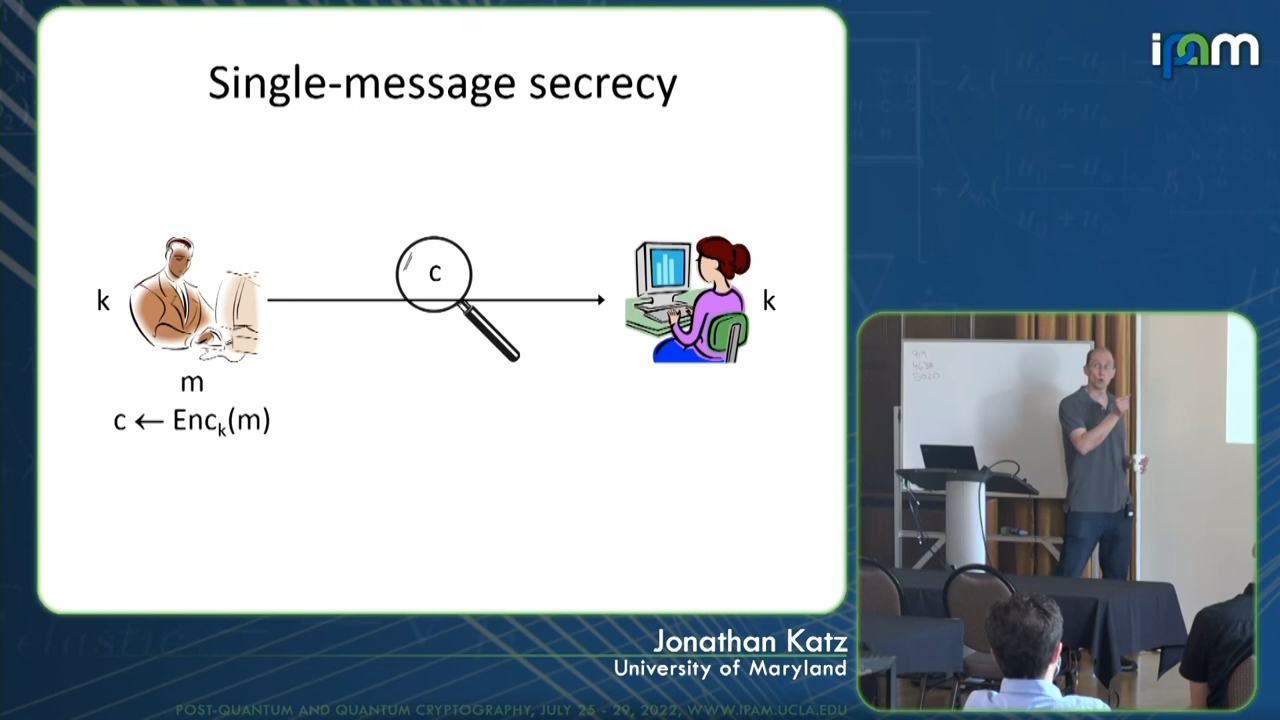 Single-message secrecy
ipam
c
k
k
m
c ← Enc_k(m)
Jonathan Katz
University of Maryland
POST-QUANTUM AND QUANTUM CRYPTOGRAPHY, JULY 25 - 29, 2022, WWW.IPAM.UCLA.EDU